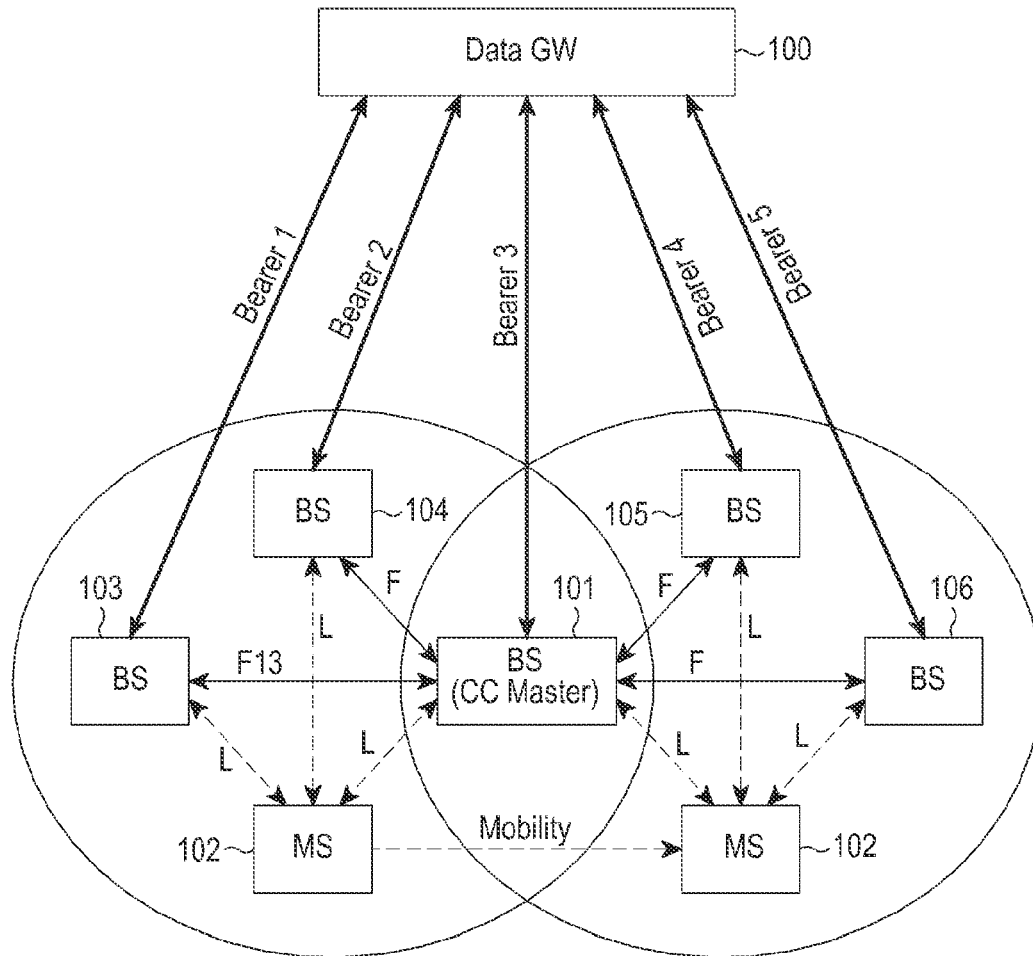 Data GW
100
Bearer 1
Bearer 2
Bearer 3
Bearer 4
Bearer 5
BS
104
105
BS
103
BS
F
L
101
BS
(CC Master)
F
L
106
BS
F13
F
L
L
L
L
102
MS
Mobility
MS
102